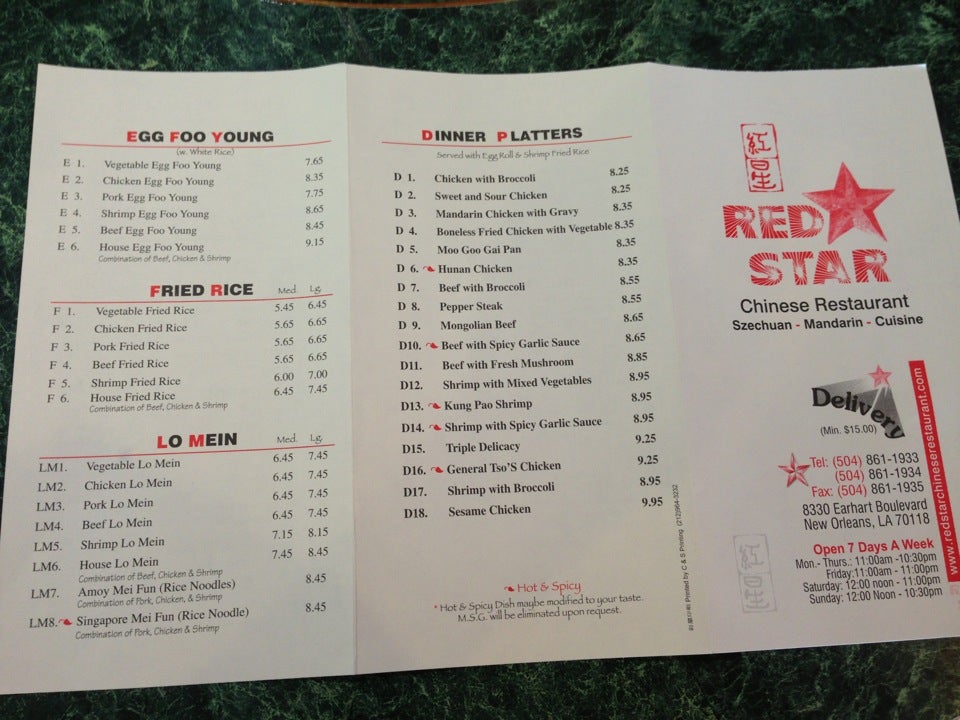 EGG FOO YOUNG
(w. White Rice)
E 1. Vegetable Egg Foo Young 7.65
E 2. Chicken Egg Foo Young 8.35
E 3. Pork Egg Foo Young 7.75
E 4. Shrimp Egg Foo Young 8.65
E 5. Beef Egg Foo Young 8.45
E 6. House Egg Foo Young 9.15
Combination of Beef, Chicken & Shrimp
FRIED RICE Med. Lg.
F 1. Vegetable Fried Rice 5.45 6.45
F 2. Chicken Fried Rice 5.65 6.65
F 3. Pork Fried Rice 5.65 6.65
F 4. Beef Fried Rice 5.65 6.65
F 5. Shrimp Fried Rice 6.00 7.00
F 6. House Fried Rice 6.45 7.45
Combination of Beef, Chicken & Shrimp
LO MEIN Med. Lg.
LM1. Vegetable Lo Mein 6.45 7.45
LM2. Chicken Lo Mein 6.45 7.45
LM3. Pork Lo Mein 6.45 7.45
LM4. Beef Lo Mein 6.45 7.45
LM5. Shrimp Lo Mein 7.15 8.15
LM6. House Lo Mein 7.45 8.45
Combination of Beef, Chicken & Shrimp
LM7. Amoy Mei Fun (Rice Noodles) 8.45
Combination of Pork, Chicken, & Shrimp
LM8. Singapore Mei Fun (Rice Noodle) 8.45
Combination of Pork, Chicken & Shrimp
DINNER PLATTERS
Served with Egg Roll & Shrimp Fried Rice
D 1. Chicken with Broccoli 8.25
D 2. Sweet and Sour Chicken 8.25
D 3. Mandarin Chicken with Gravy 8.35
D 4. Boneless Fried Chicken with Vegetable 8.35
D 5. Moo Goo Gai Pan 8.35
D 6. Hunan Chicken 8.35
D 7. Beef with Broccoli 8.55
D 8. Pepper Steak 8.55
D 9. Mongolian Beef 8.65
D10. Beef with Spicy Garlic Sauce 8.65
D11. Beef with Fresh Mushroom 8.85
D12. Shrimp with Mixed Vegetables 8.95
D13. Kung Pao Shrimp 8.95
D14. Shrimp with Spicy Garlic Sauce 8.95
D15. Triple Delicacy 9.25
D16. General Tso'S Chicken 9.25
D17. Shrimp with Broccoli 8.95
D18. Sesame Chicken 9.95
Hot & Spicy
* Hot & Spicy Dish maybe modified to your taste.
M.S.G. will be eliminated upon request.
Printed by C & S Printing (212)964-3232
紅星
RED
STAR
Chinese Restaurant
Szechuan - Mandarin - Cuisine
Delivery
(Min. $15.00)
Tel: (504) 861-1933
(504) 861-1934
Fax: (504) 861-1935
8330 Earhart Boulevard
New Orleans, LA 70118
Open 7 Days A Week
Mon.- Thurs.: 11:00am -10:30pm
Friday:11:00am - 11:00pm
Saturday: 12:00 noon - 11:00pm
Sunday: 12:00 Noon - 10:30pm
www.redstarchineserestaurant.com
紅星